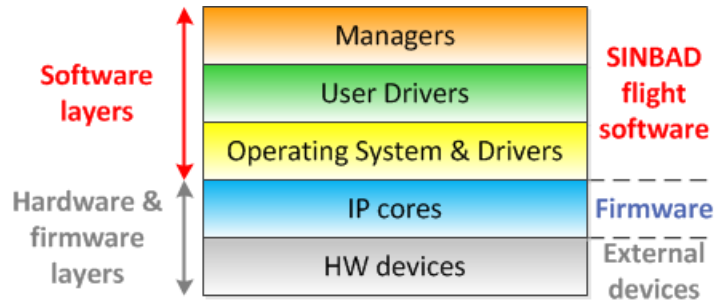 Software
layers
Hardware &
firmware
layers
Managers
User Drivers
Operating System & Drivers
IP cores
HW devices
SINBAD
flight
software
Firmware
External
devices